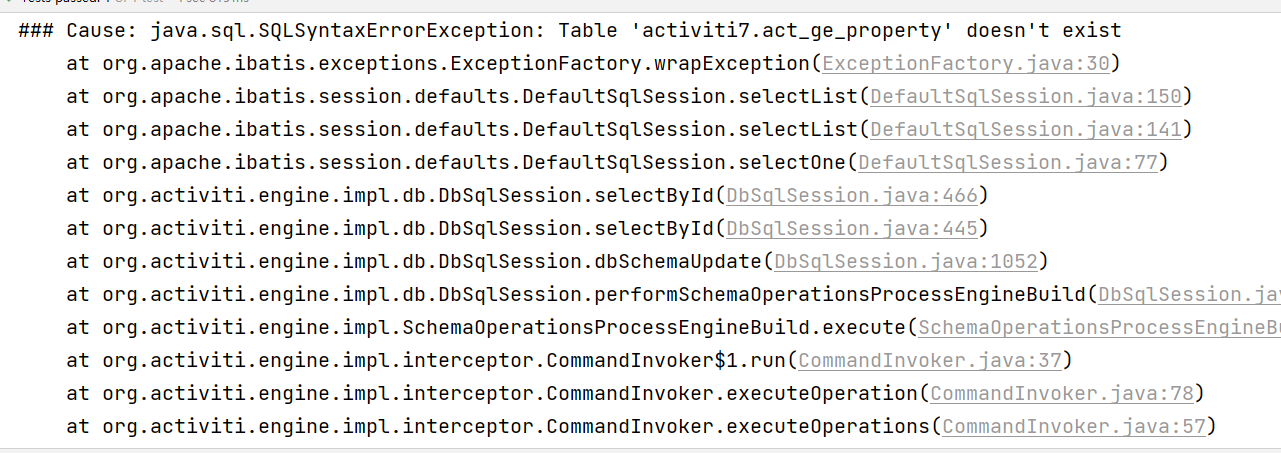 ### Cause: java.sql.SQLSyntaxErrorException: Table 'activiti7.act_ge_property' doesn't exist
at org.apache.ibatis.exceptions.ExceptionFactory.wrapException(ExceptionFactory.java:30)
at org.apache.ibatis.session.defaults.DefaultSqlSession.selectList(DefaultSqlSession.java:150)
at org.apache.ibatis.session.defaults.DefaultSqlSession.selectList(DefaultSqlSession.java:141)
at org.apache.ibatis.session.defaults.DefaultSqlSession.selectOne(DefaultSqlSession.java:77)
at org.activiti.engine.impl.db.DbSqlSession.selectById(DbSqlSession.java:466)
at org.activiti.engine.impl.db.DbSqlSession.selectById(DbSqlSession.java:445)
at org.activiti.engine.impl.db.DbSqlSession.dbSchemaUpdate(DbSqlSession.java:1052)
at org.activiti.engine.impl.db.DbSqlSession.performSchemaOperationsProcessEngineBuild(DbSqlSession.ja
at org.activiti.engine.impl.SchemaOperationsProcessEngineBuild.execute(SchemaOperationsProcessEngineBu
at org.activiti.engine.impl.interceptor.CommandInvoker$1.run(CommandInvoker.java:37)
at org.activiti.engine.impl.interceptor.CommandInvoker.executeOperation(CommandInvoker.java:78)
at org.activiti.engine.impl.interceptor.CommandInvoker.executeOperations(CommandInvoker.java:57)